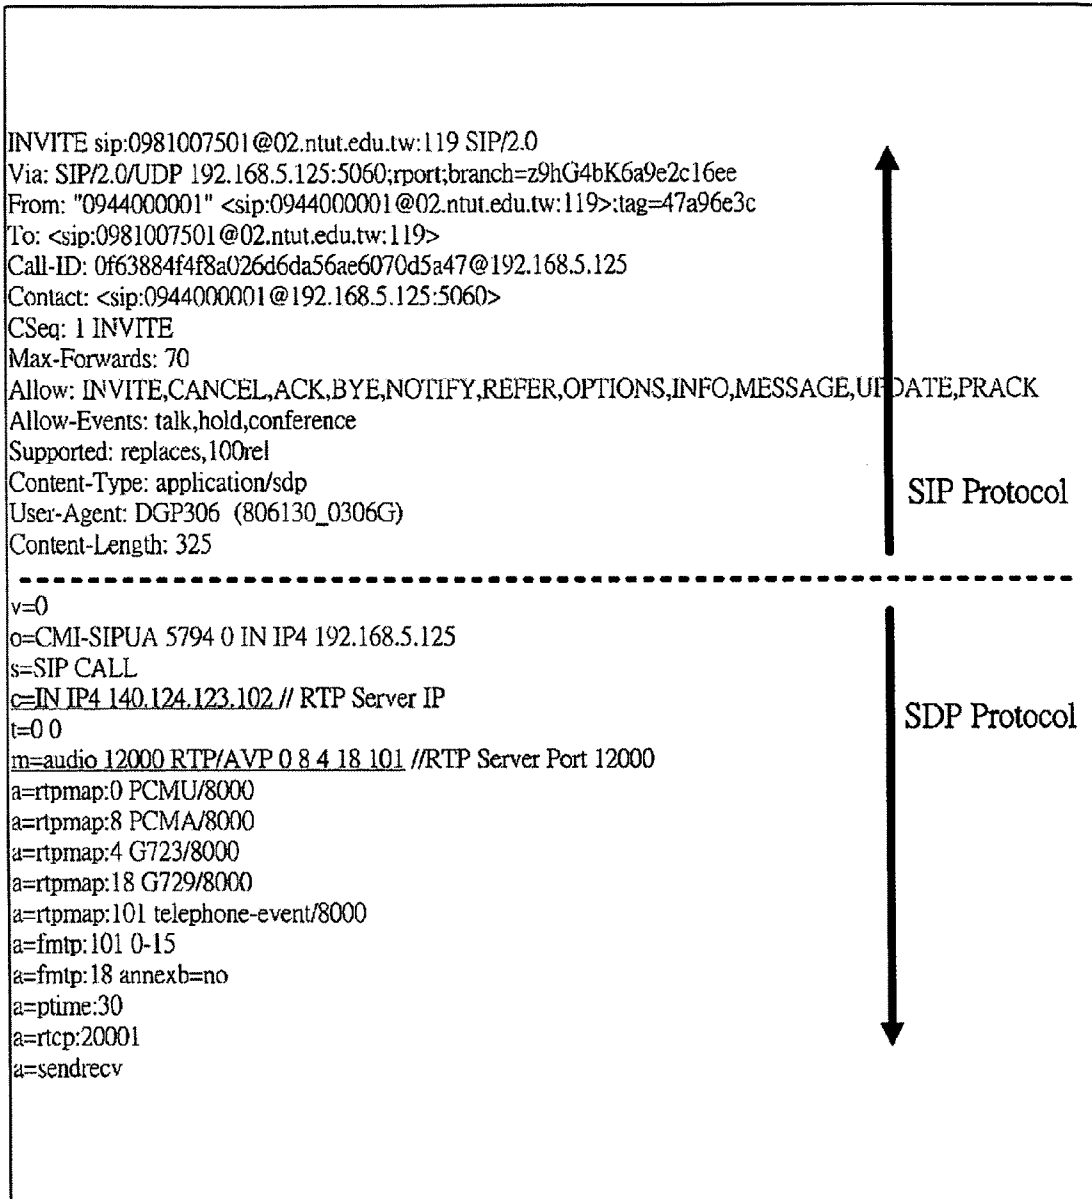 INVITE sip:0981007501@02.ntut.edu.tw:119 SIP/2.0
Via: SIP/2.0/UDP 192.168.5.125:5060;rport;branch=z9hG4bK6a9e2c16ee
From: "0944000001" <sip:0944000001@02.ntut.edu.tw:119>;tag=47a96e3c
To: <sip:0981007501@02.ntut.edu.tw:119>
Call-ID: 0f63884f4f8a026d6da56ae6070d5a47@192.168.5.125
Contact: <sip:0944000001@192.168.5.125:5060>
CSeq: 1 INVITE
Max-Forwards: 70
Allow: INVITE,CANCEL,ACK,BYE,NOTIFY,REFER,OPTIONS,INFO,MESSAGE,UPDATE,PRACK
Allow-Events: talk,hold,conference
Supported: replaces,100rel
Content-Type: application/sdp
SIP Protocol
User-Agent: DGP306 (806130_0306G)
Content-Length: 325
v=0
o=CMI-SIPUA 5794 0 IN IP4 192.168.5.125
s=SIP CALL
c=IN IP4 140.124.123.102 // RTP Server IP
SDP Protocol
t=0 0
m=audio 12000 RTP/AVP 0 8 4 18 101 //RTP Server Port 12000
a=rtpmap:0 PCMU/8000
a=rtpmap:8 PCMA/8000
a=rtpmap:4 G723/8000
a=rtpmap:18 G729/8000
a=rtpmap:101 telephone-event/8000
a=fmtp:101 0-15
a=fmtp:18 annexb=no
a=ptime:30
a=rtcp:20001
a=sendrecv